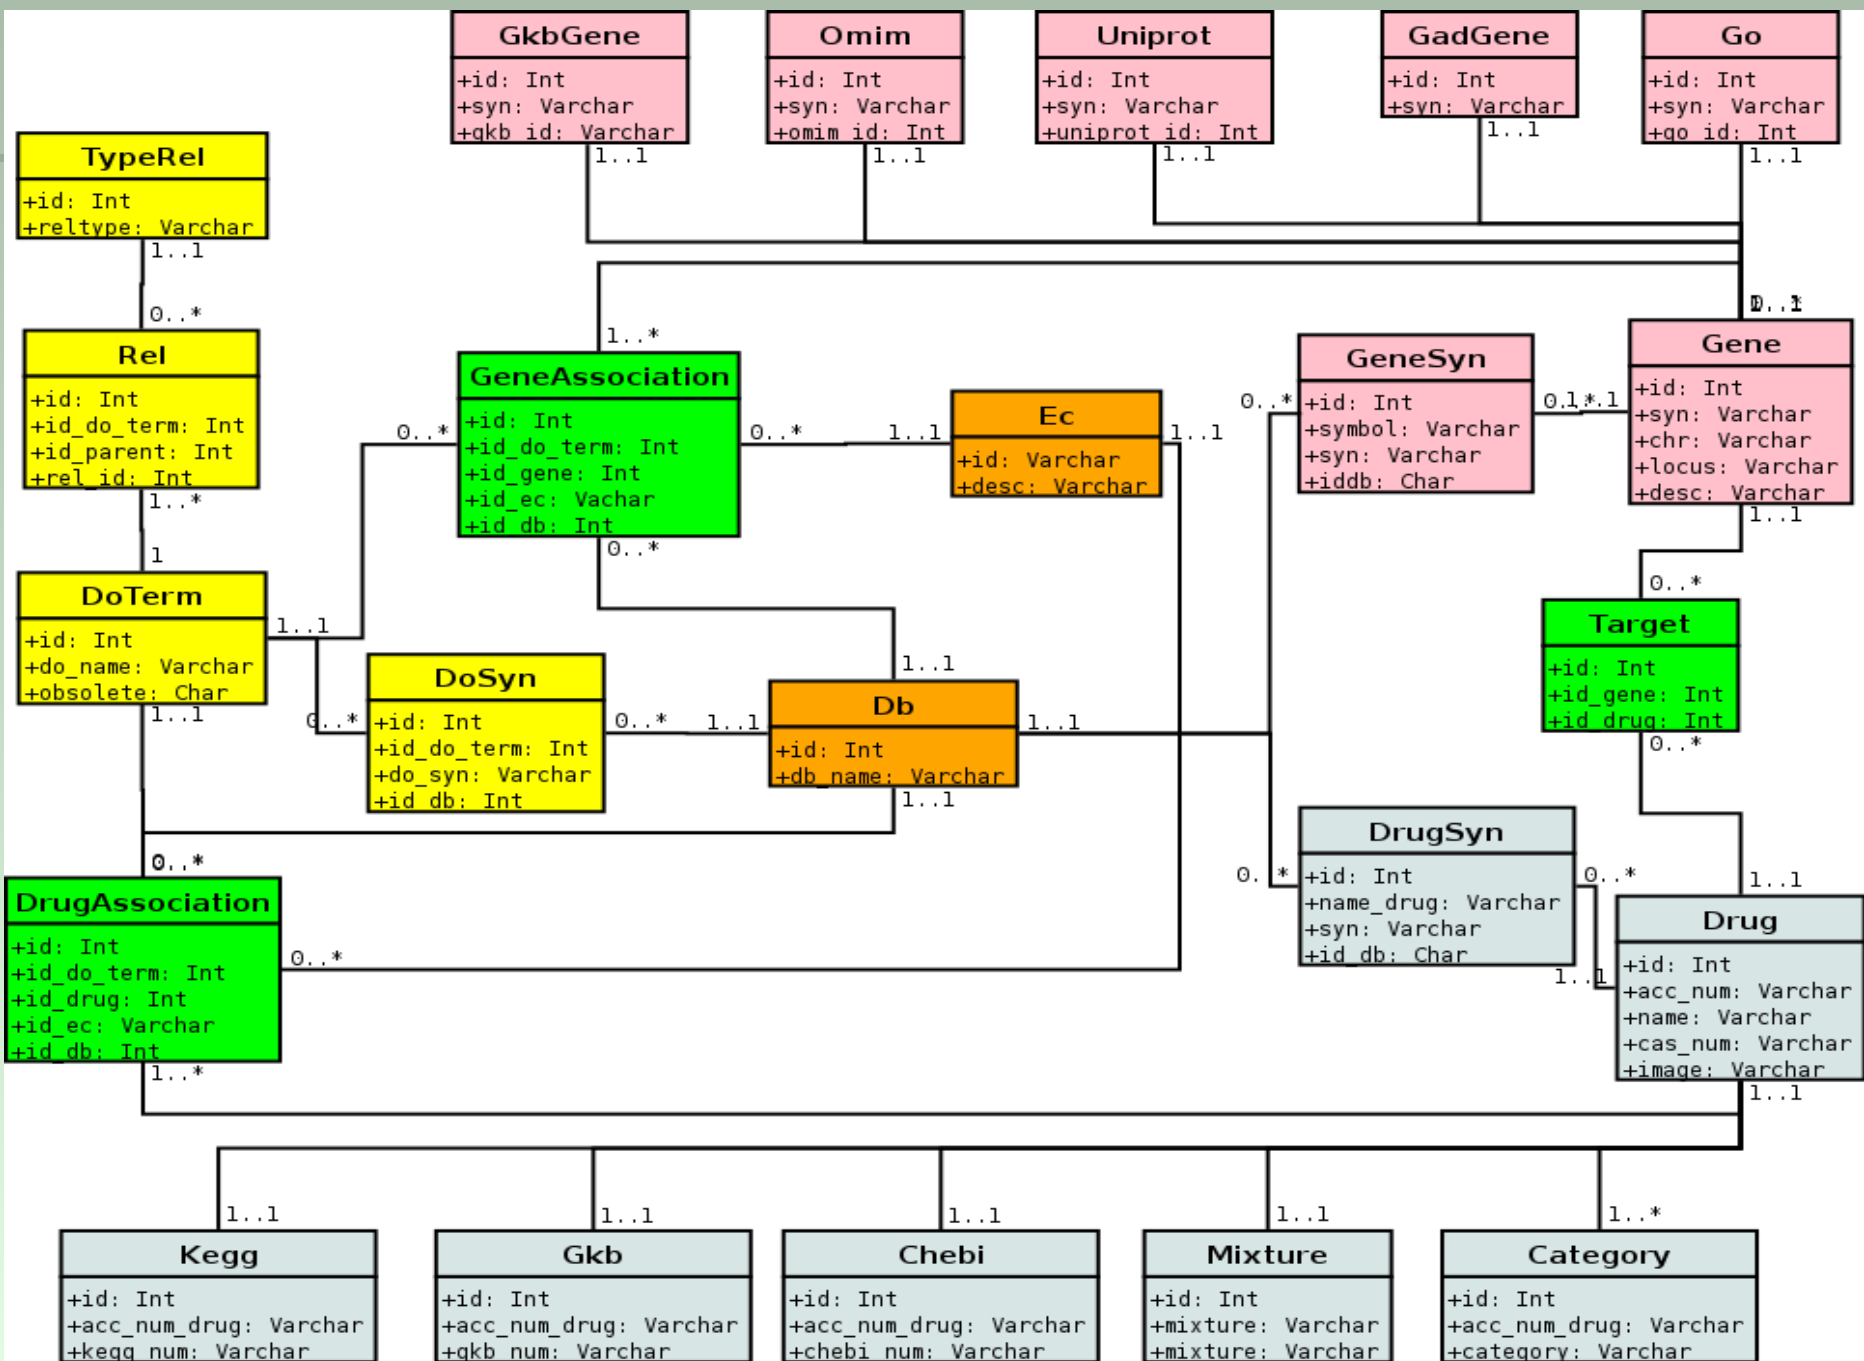 GkbGene
+id: Int
+syn: Varchar
+gkb_id: Varchar
1..1
Omim
+id: Int
+syn: Varchar
+omim_id: Int
1..1
Uniprot
+id: Int
+syn: Varchar
+uniprot_id: Int
1..1
GadGene
+id: Int
+syn: Varchar
1..1
Go
+id: Int
+syn: Varchar
+go_id: Int
1..1
TypeRel
+id: Int
+reltype: Varchar
1..1
0..*
Rel
+id: Int
+id_do_term: Int
+id_parent: Int
+rel_id: Int
1..*
1
1..*
GeneAssociation
+id: Int
+id_do_term: Int
+id_gene: Int
+id_ec: Vachar
+id_db: Int
0..*
0..*
0..*
1..1
Ec
+id: Varchar
+desc: Varchar
1..1
0..*
GeneSyn
+id: Int
+symbol: Varchar
+syn: Varchar
+iddb: Char
Gene
+id: Int
+syn: Varchar
+chr: Varchar
+locus: Varchar
+desc: Varchar
1..1
0..*
Target
+id: Int
+id_gene: Int
+id_drug: Int
0..*
1..1
DoTerm
+id: Int
+do_name: Varchar
+obsolete: Char
1..1
1..1
0..*
DoSyn
+id: Int
+id_do_term: Int
+do_syn: Varchar
+id_db: Int
0..*
1..1
1..1
Db
+id: Int
+db_name: Varchar
1..1
1..1
0..*
DrugAssociation
+id: Int
+id_do_term: Int
+id_drug: Int
+id_ec: Varchar
+id_db: Int
0..*
1..*
DrugSyn
+id: Int
+name_drug: Varchar
+syn: Varchar
+id_db: Char
0..*
1..1
Drug
+id: Int
+acc_num: Varchar
+name: Varchar
+cas_num: Varchar
+image: Varchar
1..1
1..1
Kegg
+id: Int
+acc_num_drug: Varchar
+kegg_num: Varchar
1..1
Gkb
+id: Int
+acc_num_drug: Varchar
+gkb_num: Varchar
1..1
Chebi
+id: Int
+acc_num_drug: Varchar
+chebi_num: Varchar
1..1
Mixture
+id: Int
+mixture: Varchar
+mixture: Varchar
1..*
Category
+id: Int
+acc_num_drug: Varchar
+category: Varchar